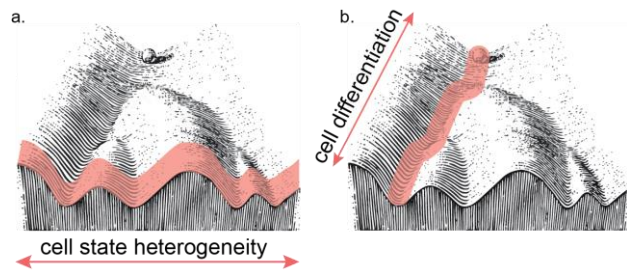 a.
b.
cell differentiation
cell state heterogeneity